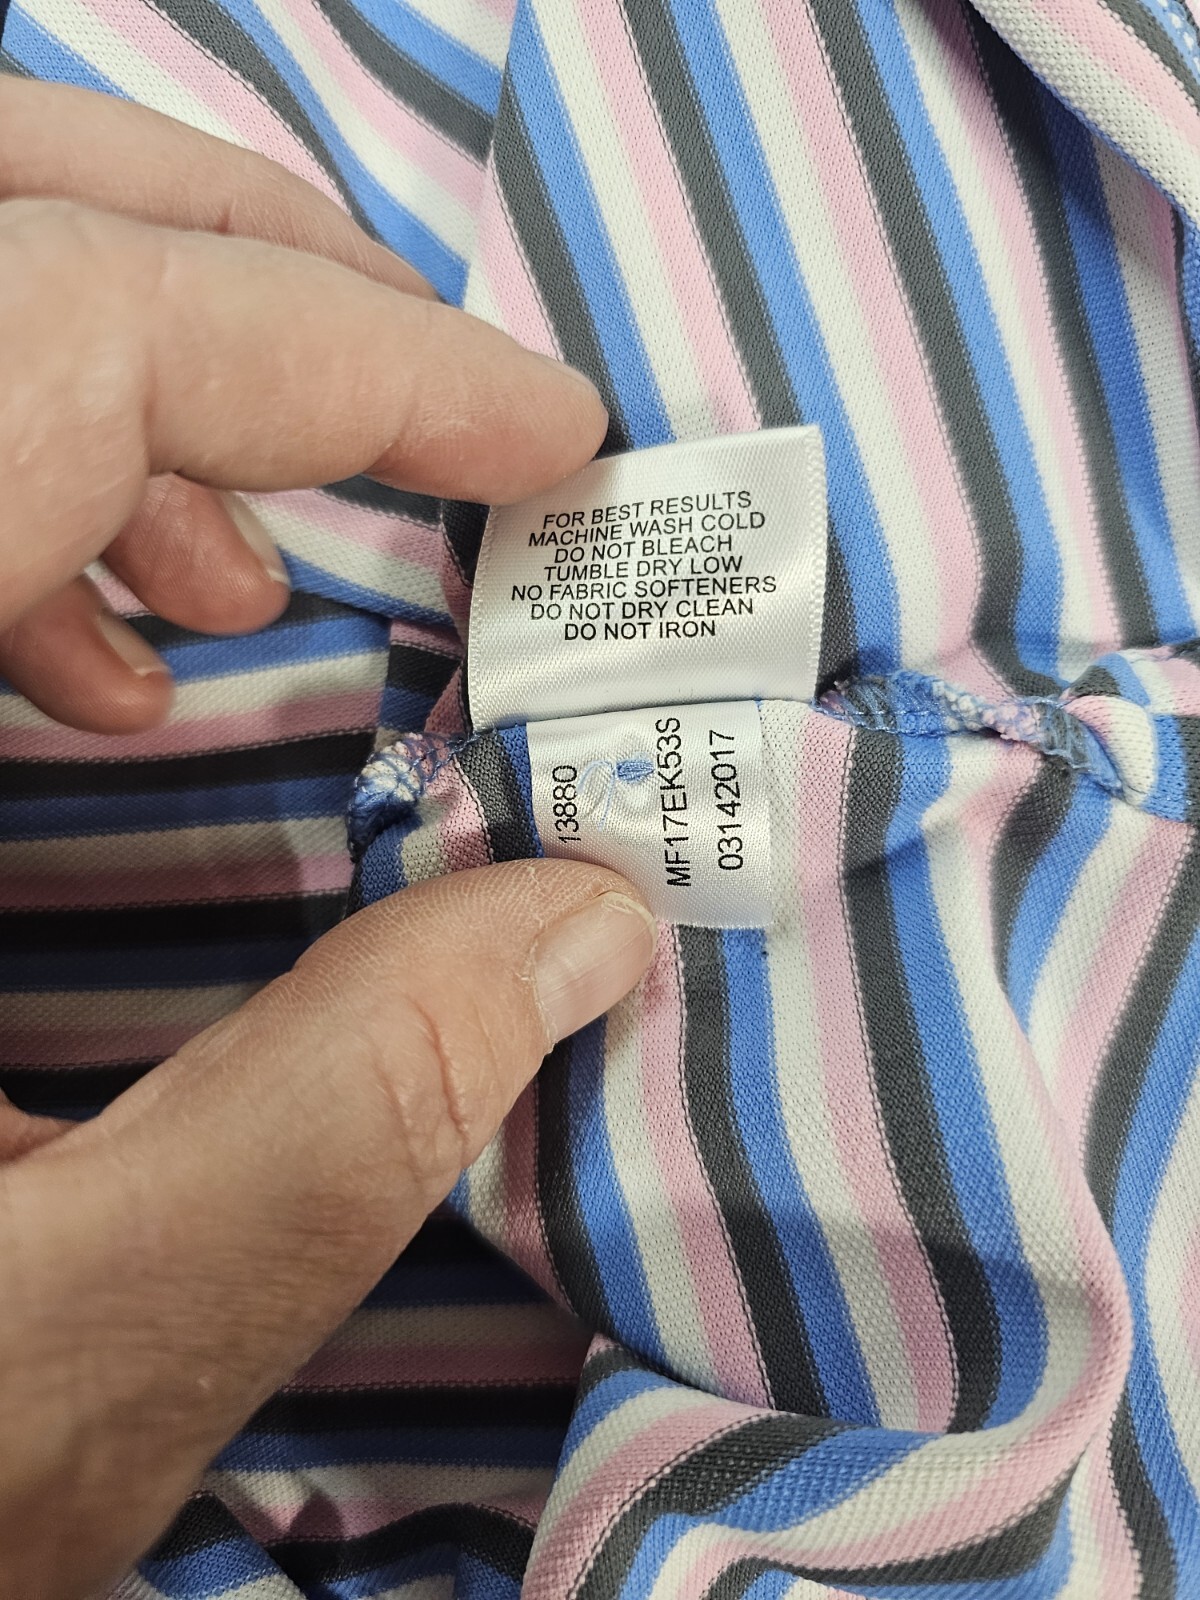 FOR BEST RESULTS
MACHINE WASH COLD
DO NOT BLEACH
TUMBLE DRY LOW
NO FABRIC SOFTENERS
DO NOT DRY CLEAN
DO NOT IRON
13880
MF17EK53S
03142017